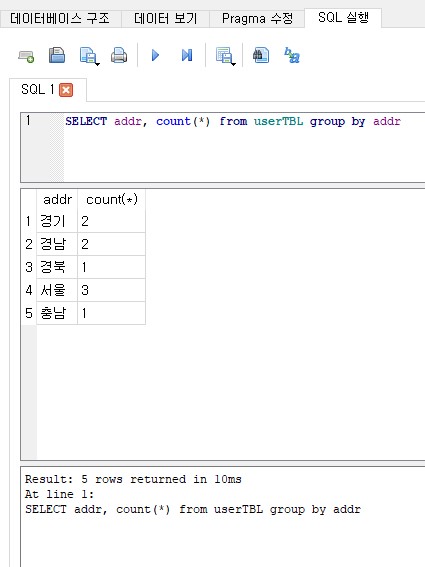 데이터베이스 구조 데이터 보기 Pragma 수정 SQL 실행
SQL 1
1 SELECT addr, count(*) from userTBL group by addr
addr count(*)
1 경기 2
2 경남 2
3 경북 1
4 서울 3
5 충남 1
Result: 5 rows returned in 10ms
At line 1:
SELECT addr, count(*) from userTBL group by addr